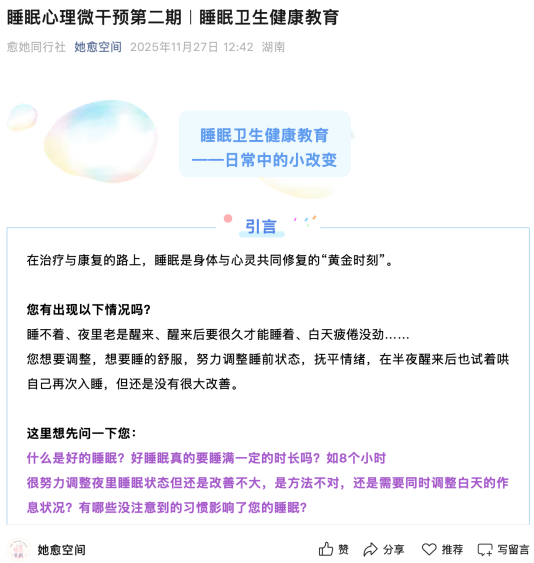 睡眠心理微干预第二期｜睡眠卫生健康教育
愈她同行社 她愈空间 2025年11月27日 12:42 湖南
睡眠卫生健康教育
——日常中的小改变
引言
在治疗与康复的路上，睡眠是身体与心灵共同修复的“黄金时刻”。
您有出现以下情况吗？
睡不着、夜里老是醒来、醒来后要很久才能睡着、白天疲倦没劲……
您想要调整，想要睡的舒服，努力调整睡前状态，抚平情绪，在半夜醒来后也试着哄
自己再次入睡，但还是没有很大改善。
这里想先问一下您：
什么是好的睡眠？好睡眠真的要睡满一定的时长吗？如8个小时
很努力调整夜里睡眠状态但还是改善不大，是方法不对，还是需要同时调整白天的作
息状况？有哪些没注意到的习惯影响了您的睡眠？
她愈空间 赞 分享 推荐 写留言